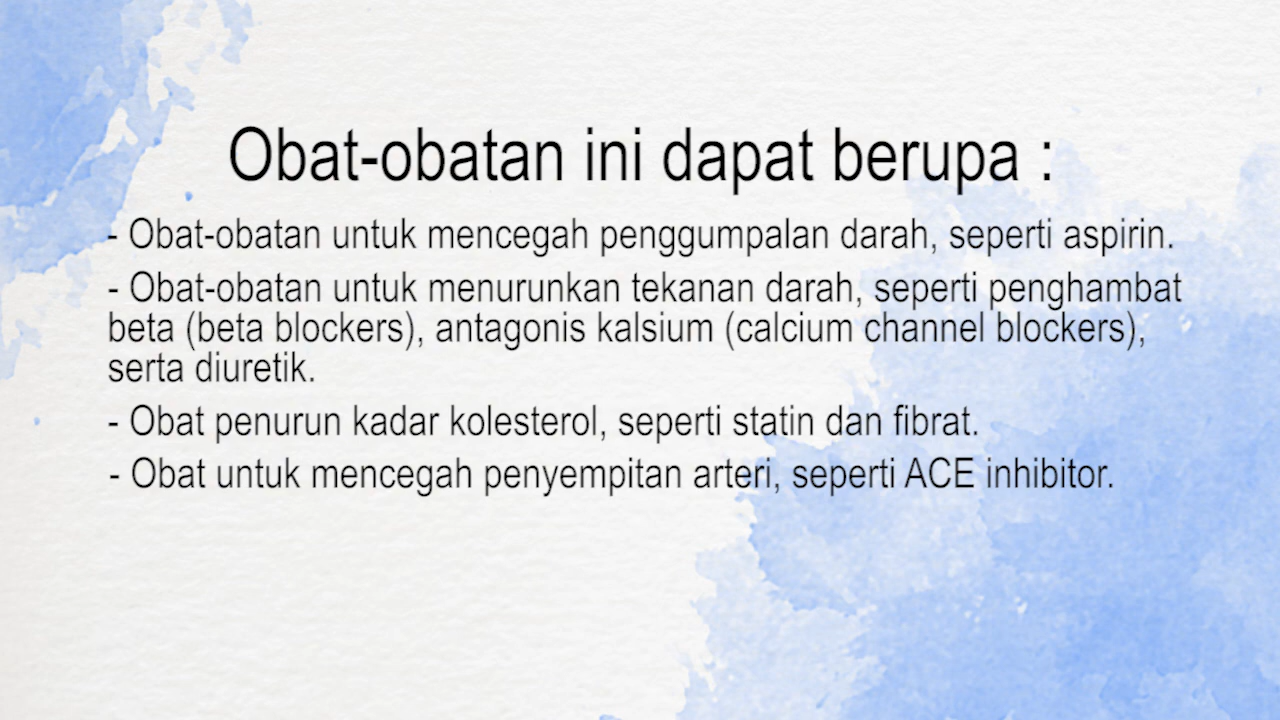 Obat-obatan ini dapat berupa :
- Obat-obatan untuk mencegah penggumpalan darah, seperti aspirin.
- Obat-obatan untuk menurunkan tekanan darah, seperti penghambat
beta (beta blockers), antagonis kalsium (calcium channel blockers),
serta diuretik.
- Obat penurun kadar kolesterol, seperti statin dan fibrat.
- Obat untuk mencegah penyempitan arteri, seperti ACE inhibitor.